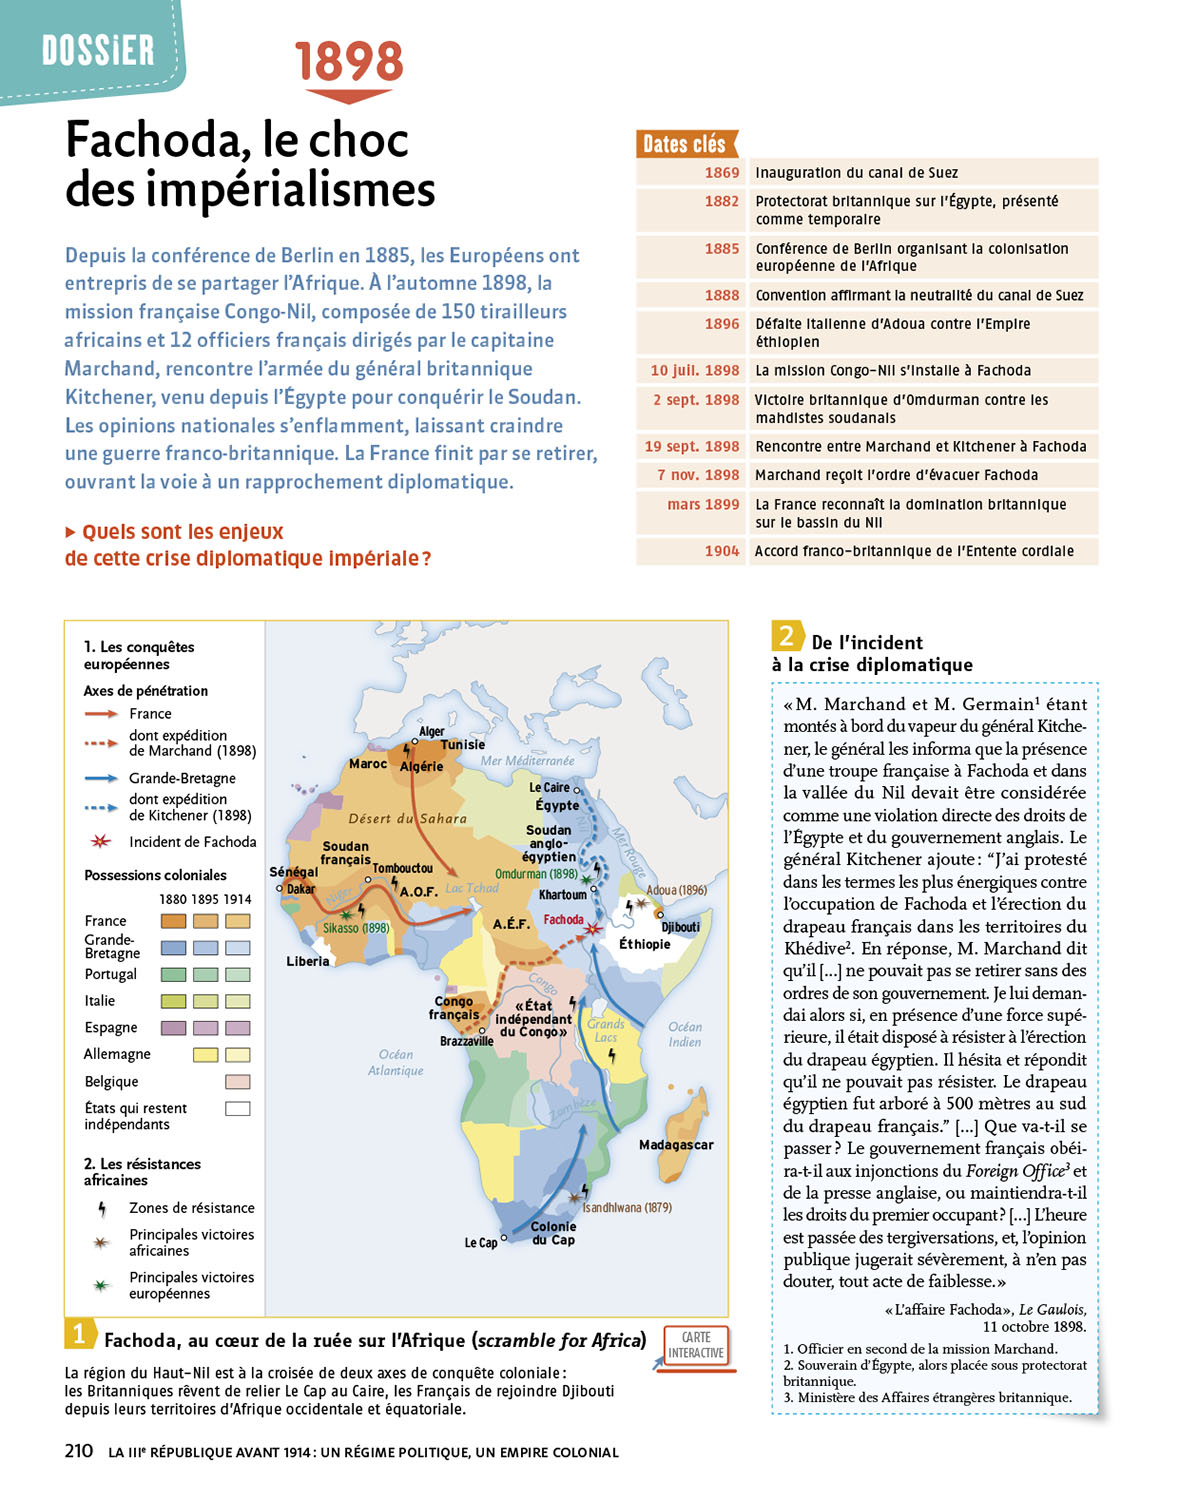 DOSSiER
1898
Fachoda, le choc
des impérialismes
Depuis la conférence de Berlin en 1885, les Européens ont
entrepris de se partager l'Afrique. À l'automne 1898, la
mission française Congo-Nil, composée de 150 tirailleurs
africains et 12 officiers français dirigés par le capitaine
Marchand, rencontre l'armée du général britannique
Kitchener, venu depuis l'Égypte pour conquérir le Soudan.
Les opinions nationales s'enflamment, laissant craindre
une guerre franco-britannique. La France finit par se retirer,
ouvrant la voie à un rapprochement diplomatique.
▶ Quels sont les enjeux
de cette crise diplomatique impériale ?
Dates clés
1869 Inauguration du canal de Suez
1882 Protectorat britannique sur l'Égypte, présenté
comme temporaire
1885 Conférence de Berlin organisant la colonisation
européenne de l'Afrique
1888 Convention affirmant la neutralité du canal de Suez
1896 Défaite italienne d'Adoua contre l'Empire
éthiopien
10 juil. 1898 La mission Congo-Nil s'installe à Fachoda
2 sept. 1898 Victoire britannique d'Omdurman contre les
mahdistes soudanais
19 sept. 1898 Rencontre entre Marchand et Kitchener à Fachoda
7 nov. 1898 Marchand reçoit l'ordre d'évacuer Fachoda
mars 1899 La France reconnaît la domination britannique
sur le bassin du Nil
1904 Accord franco-britannique de l'Entente cordiale
1. Les conquêtes
européennes
Axes de pénétration
France
dont expédition
de Marchand (1898)
Grande-Bretagne
dont expédition
de Kitchener (1898)
Incident de Fachoda
Possessions coloniales
1880 1895 1914
France
Grande-
Bretagne
Portugal
Italie
Espagne
Allemagne
Belgique
États qui restent
indépendants
2. Les résistances
africaines
Zones de résistance
Principales victoires
africaines
Principales victoires
européennes
Alger
Tunisie
Maroc
Algérie
Mer Méditerranée
Le Caire
Égypte
Nil
Désert du Sahara
Soudan
anglo-
égyptien
Mer Rouge
Soudan
français
Tombouctou
Sénégal
Dakar
Niger
A.O.F.
Lac Tchad
Omdurman (1898)
Khartoum
Adoua (1896)
Sikasso (1898)
A.É.F.
Fachoda
Djibouti
Éthiopie
Liberia
Congo
Congo
français
« État
indépendant
du Congo »
Brazzaville
Grands
Lacs
Océan
Indien
Océan
Atlantique
Zambèze
Madagascar
Isandhlwana (1879)
Colonie
du Cap
Le Cap
1 Fachoda, au cœur de la ruée sur l'Afrique (scramble for Africa)
CARTE
INTERACTIVE
La région du Haut-Nil est à la croisée de deux axes de conquête coloniale :
les Britanniques rêvent de relier Le Cap au Caire, les Français de rejoindre Djibouti
depuis leurs territoires d'Afrique occidentale et équatoriale.
2 De l'incident
à la crise diplomatique
« M. Marchand et M. Germain¹ étant
montés à bord du vapeur du général Kitche-
ner, le général les informa que la présence
d'une troupe française à Fachoda et dans
la vallée du Nil devait être considérée
comme une violation directe des droits de
l'Égypte et du gouvernement anglais. Le
général Kitchener ajoute : “J'ai protesté
dans les termes les plus énergiques contre
l'occupation de Fachoda et l'érection du
drapeau français dans les territoires du
Khédive². En réponse, M. Marchand dit
qu'il [...] ne pouvait pas se retirer sans des
ordres de son gouvernement. Je lui deman-
dai alors si, en présence d'une force supé-
rieure, il était disposé à résister à l'érection
du drapeau égyptien. Il hésita et répondit
qu'il ne pouvait pas résister. Le drapeau
égyptien fut arboré à 500 mètres au sud
du drapeau français.” [...] Que va-t-il se
passer ? Le gouvernement français obéi-
ra-t-il aux injonctions du Foreign Office³ et
de la presse anglaise, ou maintiendra-t-il
les droits du premier occupant ? [...] L'heure
est passée des tergiversations, et, l'opinion
publique jugerait sévèrement, à n'en pas
douter, tout acte de faiblesse. »
« L'affaire Fachoda », Le Gaulois,
11 octobre 1898.
1. Officier en second de la mission Marchand.
2. Souverain d'Égypte, alors placée sous protectorat
britannique.
3. Ministère des Affaires étrangères britannique.
210 LA IIIe RÉPUBLIQUE AVANT 1914 : UN RÉGIME POLITIQUE, UN EMPIRE COLONIAL